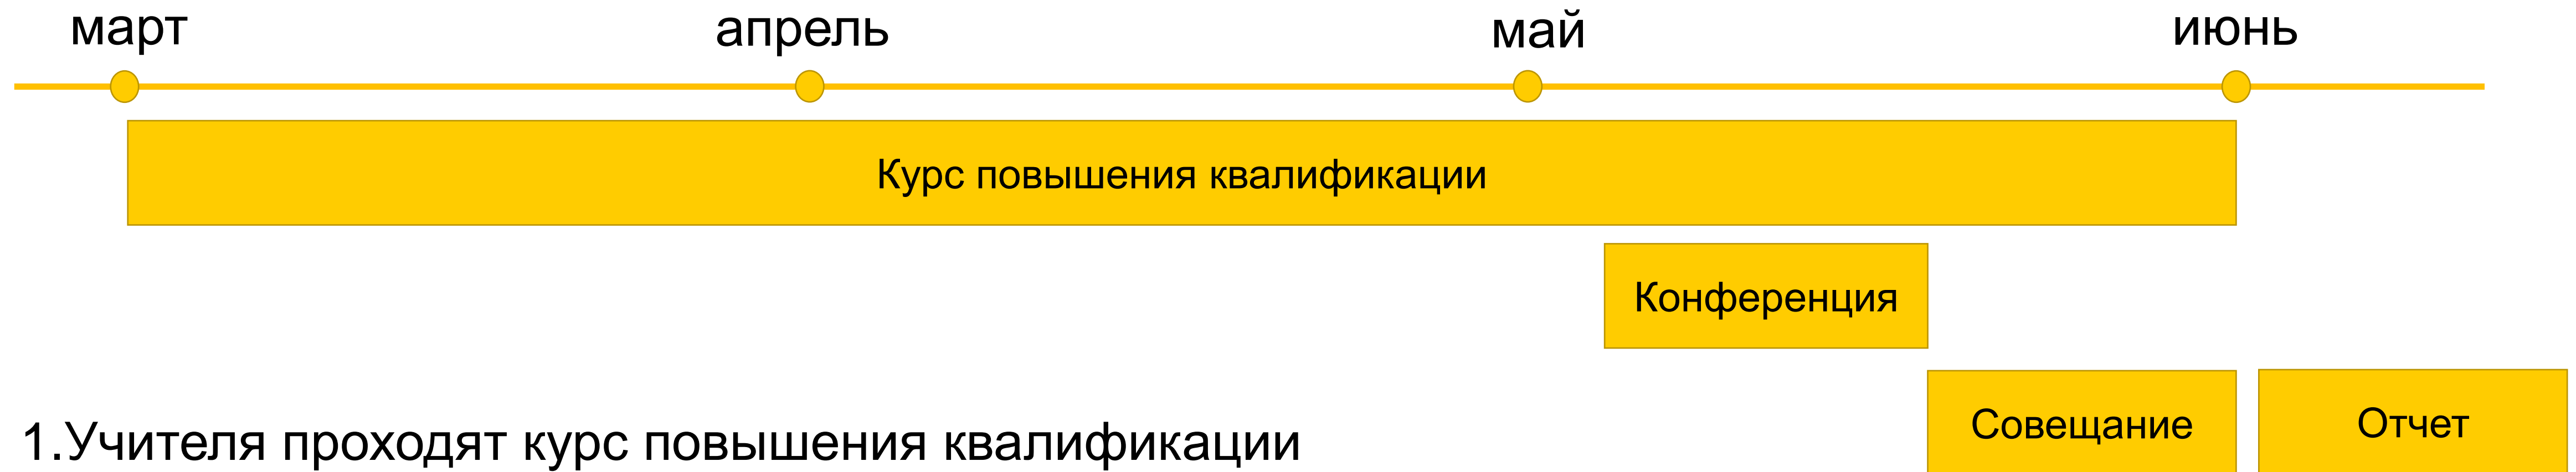 март
апрель
май
июнь
Курс повышения квалификации
Конференция
Совещание
Отчет
1.Учителя проходят курс повышения квалификации